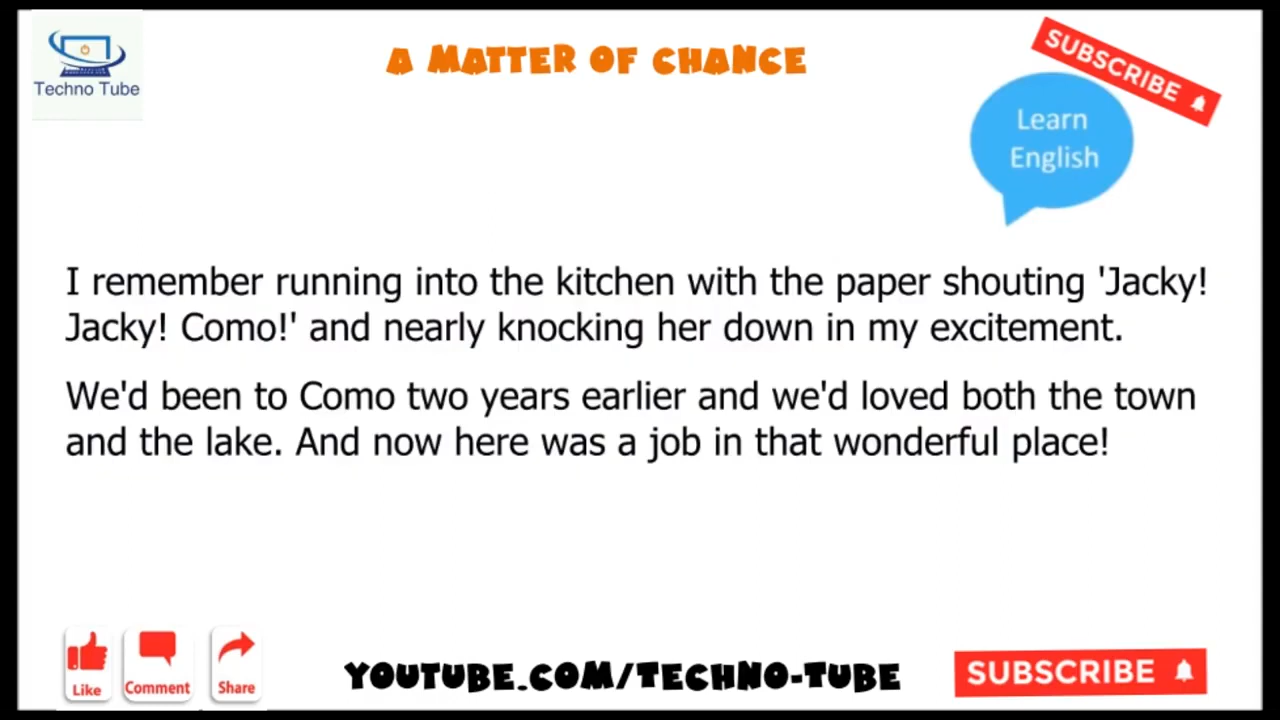 Techno Tube
A MATTER OF CHANCE
SUBSCRIBE
Learn
English
I remember running into the kitchen with the paper shouting 'Jacky!
Jacky! Como!' and nearly knocking her down in my excitement.
We'd been to Como two years earlier and we'd loved both the town
and the lake. And now here was a job in that wonderful place!
Like
Comment
Share
YOUTUBE.COM/TECHNO-TUBE
SUBSCRIBE